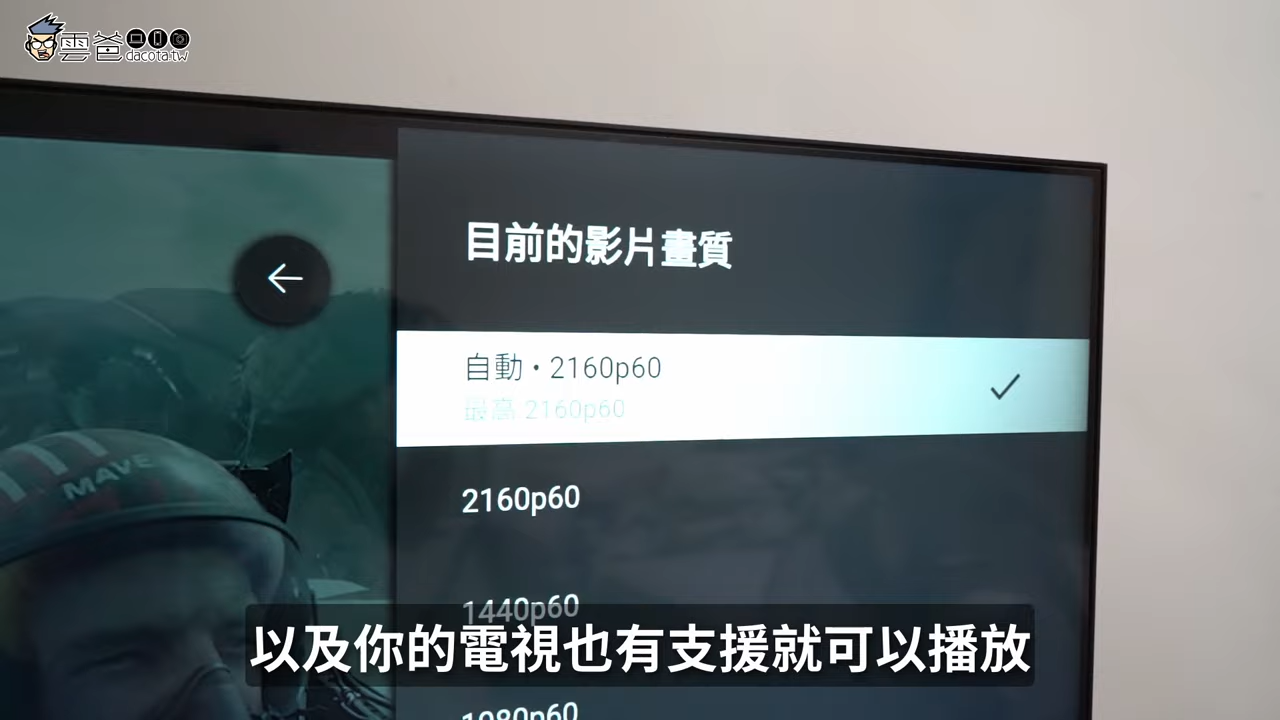 雲爸
dacota.tw
目前的影片畫質
自動・2160p60
最高 2160p60
2160p60
1440p60
1080p60
MAVE
以及你的電視也有支援就可以播放